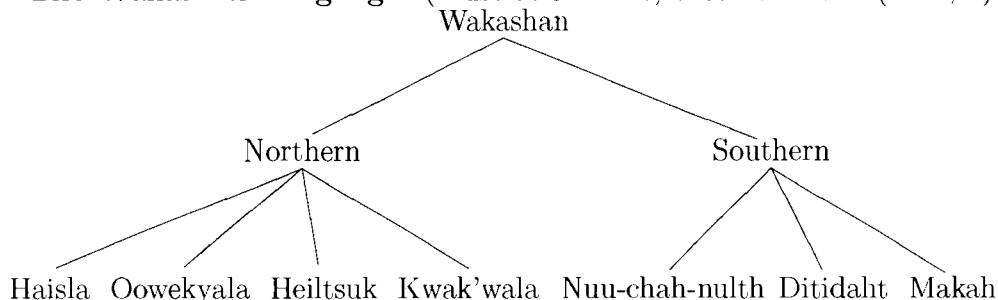 Wakashan
Northern Southern
Haisla Oowekyala Heiltsuk Kwak'wala Nuu-chah-nulth Ditidaht Makah